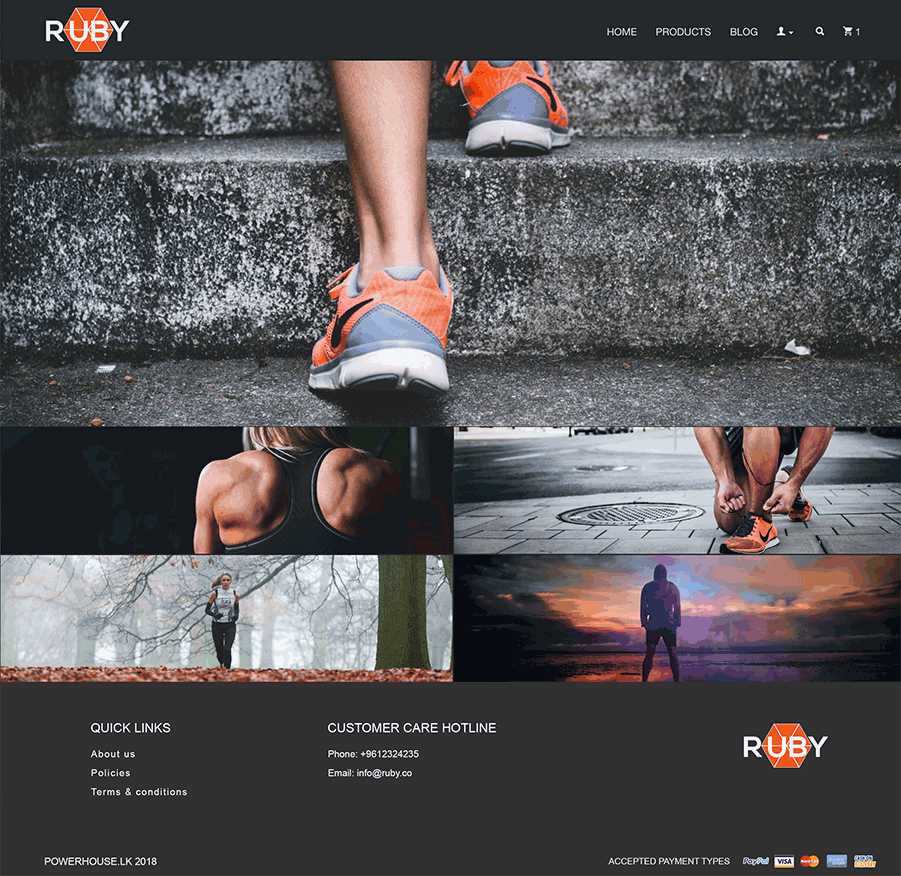 RUBY
HOME PRODUCTS BLOG 1
QUICK LINKS
About us
Policies
Terms & conditions
CUSTOMER CARE HOTLINE
Phone: +9612324235
Email: info@ruby.co
RUBY
POWERHOUSE.LK 2018
ACCEPTED PAYMENT TYPES PayPal VISA